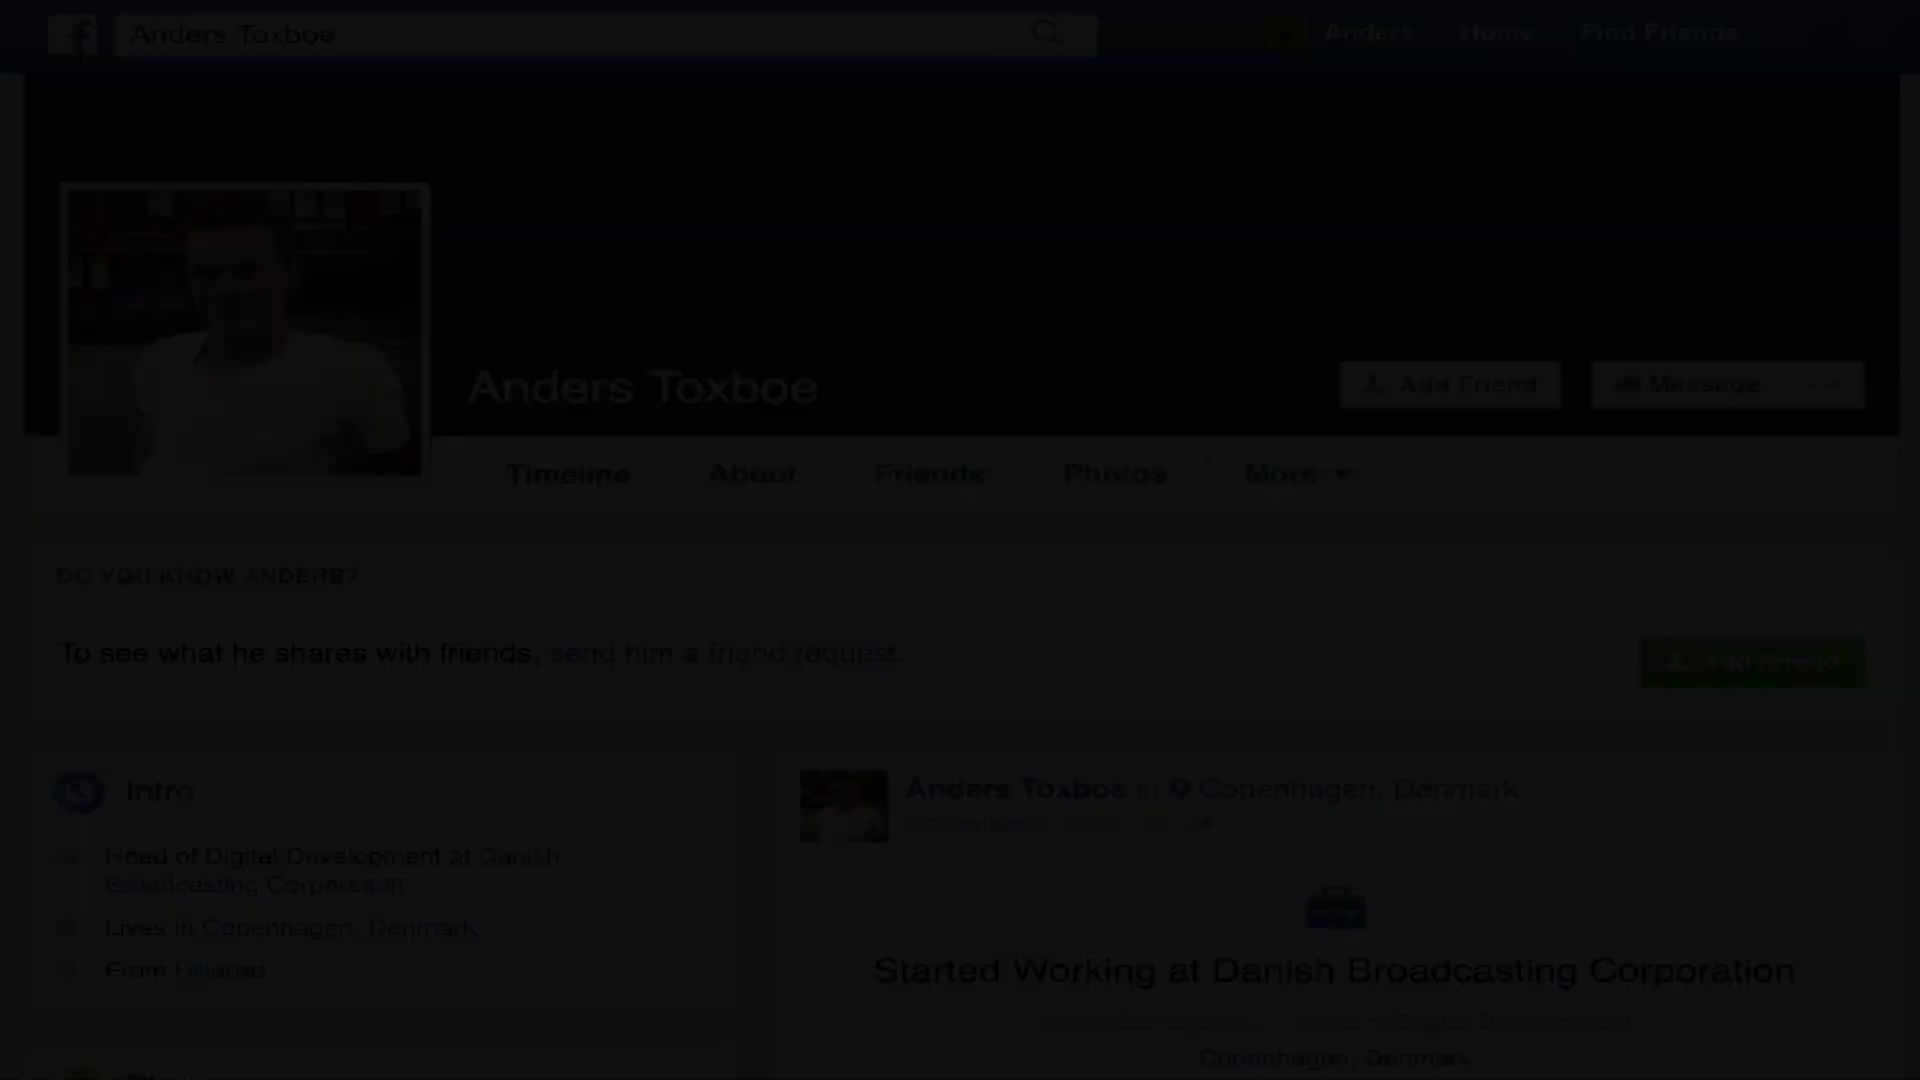 Anders Toxboe
Anders Home Find Friends
Anders Toxboe
Add Friend Message
Timeline About Friends Photos More
DO YOU KNOW ANDERS?
To see what he shares with friends, send him a friend request.
Add Friend
Intro
Head of Digital Development at Danish
Broadcasting Corporation
Lives in Copenhagen, Denmark
From Hillerød
Anders Toxboe in Copenhagen, Denmark
Started Working at Danish Broadcasting Corporation
Copenhagen, Denmark